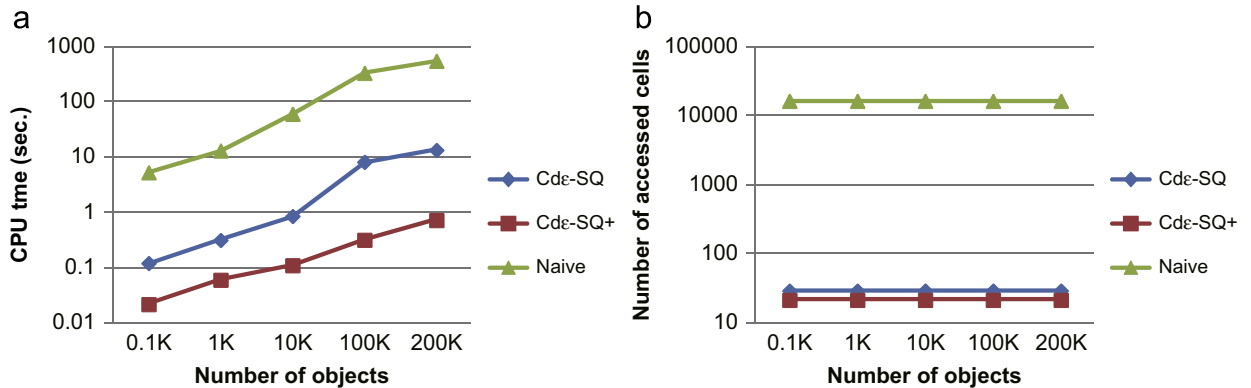 a
1000
100
10
1
0.1
0.01
CPU tme (sec.)
0.1K 1K 10K 100K 200K
Number of objects
Cdε-SQ
Cdε-SQ+
Naive
b
100000
10000
1000
100
10
Number of accessed cells
0.1K 1K 10K 100K 200K
Number of objects
Cdε-SQ
Cdε-SQ+
Naive